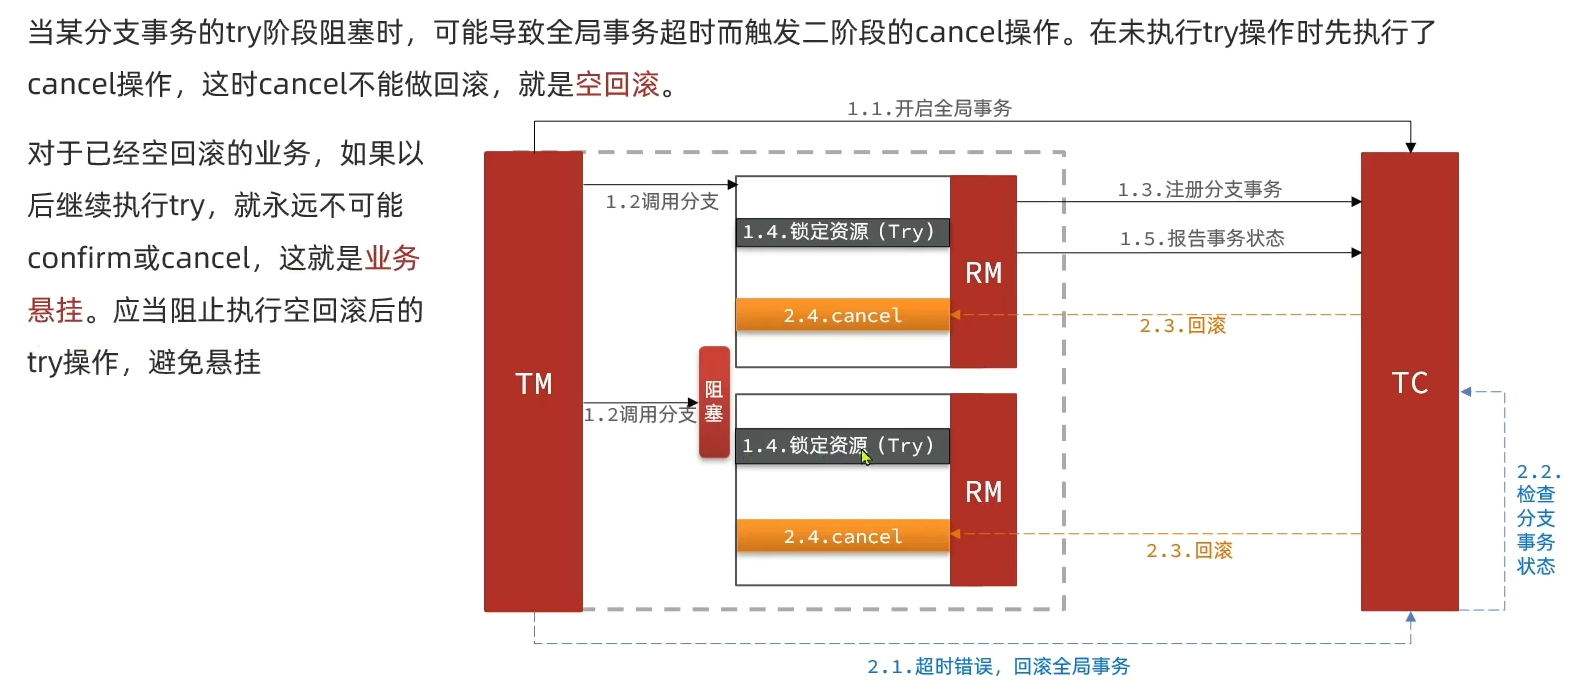 当某分支事务的try阶段阻塞时，可能导致全局事务超时而触发二阶段的cancel操作。在未执行try操作时先执行了
cancel操作，这时cancel不能做回滚，就是空回滚。
对于已经空回滚的业务，如果以
后继续执行try，就永远不可能
confirm或cancel，这就是业务
悬挂。应当阻止执行空回滚后的
try操作，避免悬挂
1.1.开启全局事务
TM
1.2调用分支
1.4.锁定资源（Try）
2.4.cancel
RM
1.3.注册分支事务
1.5.报告事务状态
2.3.回滚
TC
1.2调用分支
阻
塞
1.4.锁定资源（Try）
2.4.cancel
RM
2.3.回滚
2.2.
检查
分支
事务
状态
2.1.超时错误，回滚全局事务